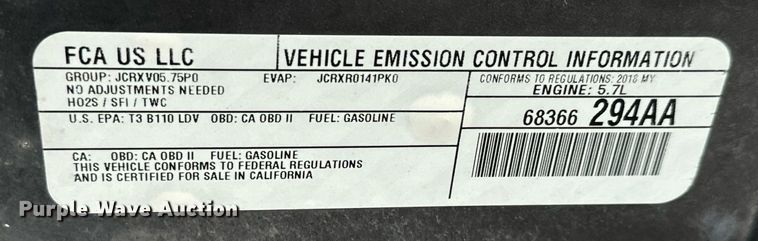 FCA US LLC
VEHICLE EMISSION CONTROL INFORMATION
GROUP: JCRXV05.75P0 EVAP: JCRXR0141PK0
NO ADJUSTMENTS NEEDED
HO2S / SFI / TWC
CONFORMS TO REGULATIONS: 2018 MY
ENGINE: 5.7L
U.S. EPA: T3 B110 LDV OBD: CA OBD II FUEL: GASOLINE
68366 294AA
CA: OBD: CA OBD II FUEL: GASOLINE
THIS VEHICLE CONFORMS TO FEDERAL REGULATIONS
AND IS CERTIFIED FOR SALE IN CALIFORNIA
Purple Wave Auction